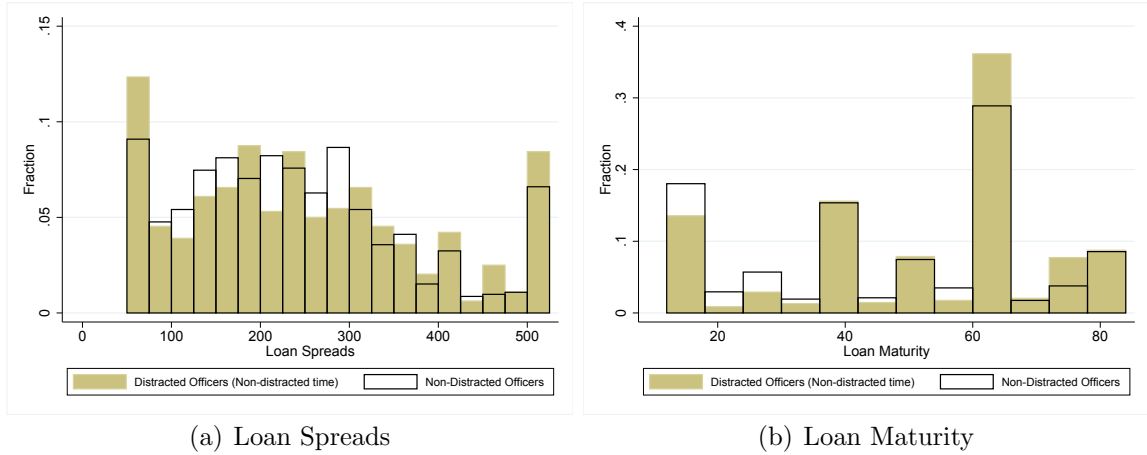 .15
.1
.05
0
Fraction
0 100 200 300 400 500
Loan Spreads
Distracted Officers (Non-distracted time) Non-Distracted Officers
(a) Loan Spreads
.4
.3
.2
.1
0
Fraction
20 40 60 80
Loan Maturity
Distracted Officers (Non-distracted time) Non-Distracted Officers
(b) Loan Maturity